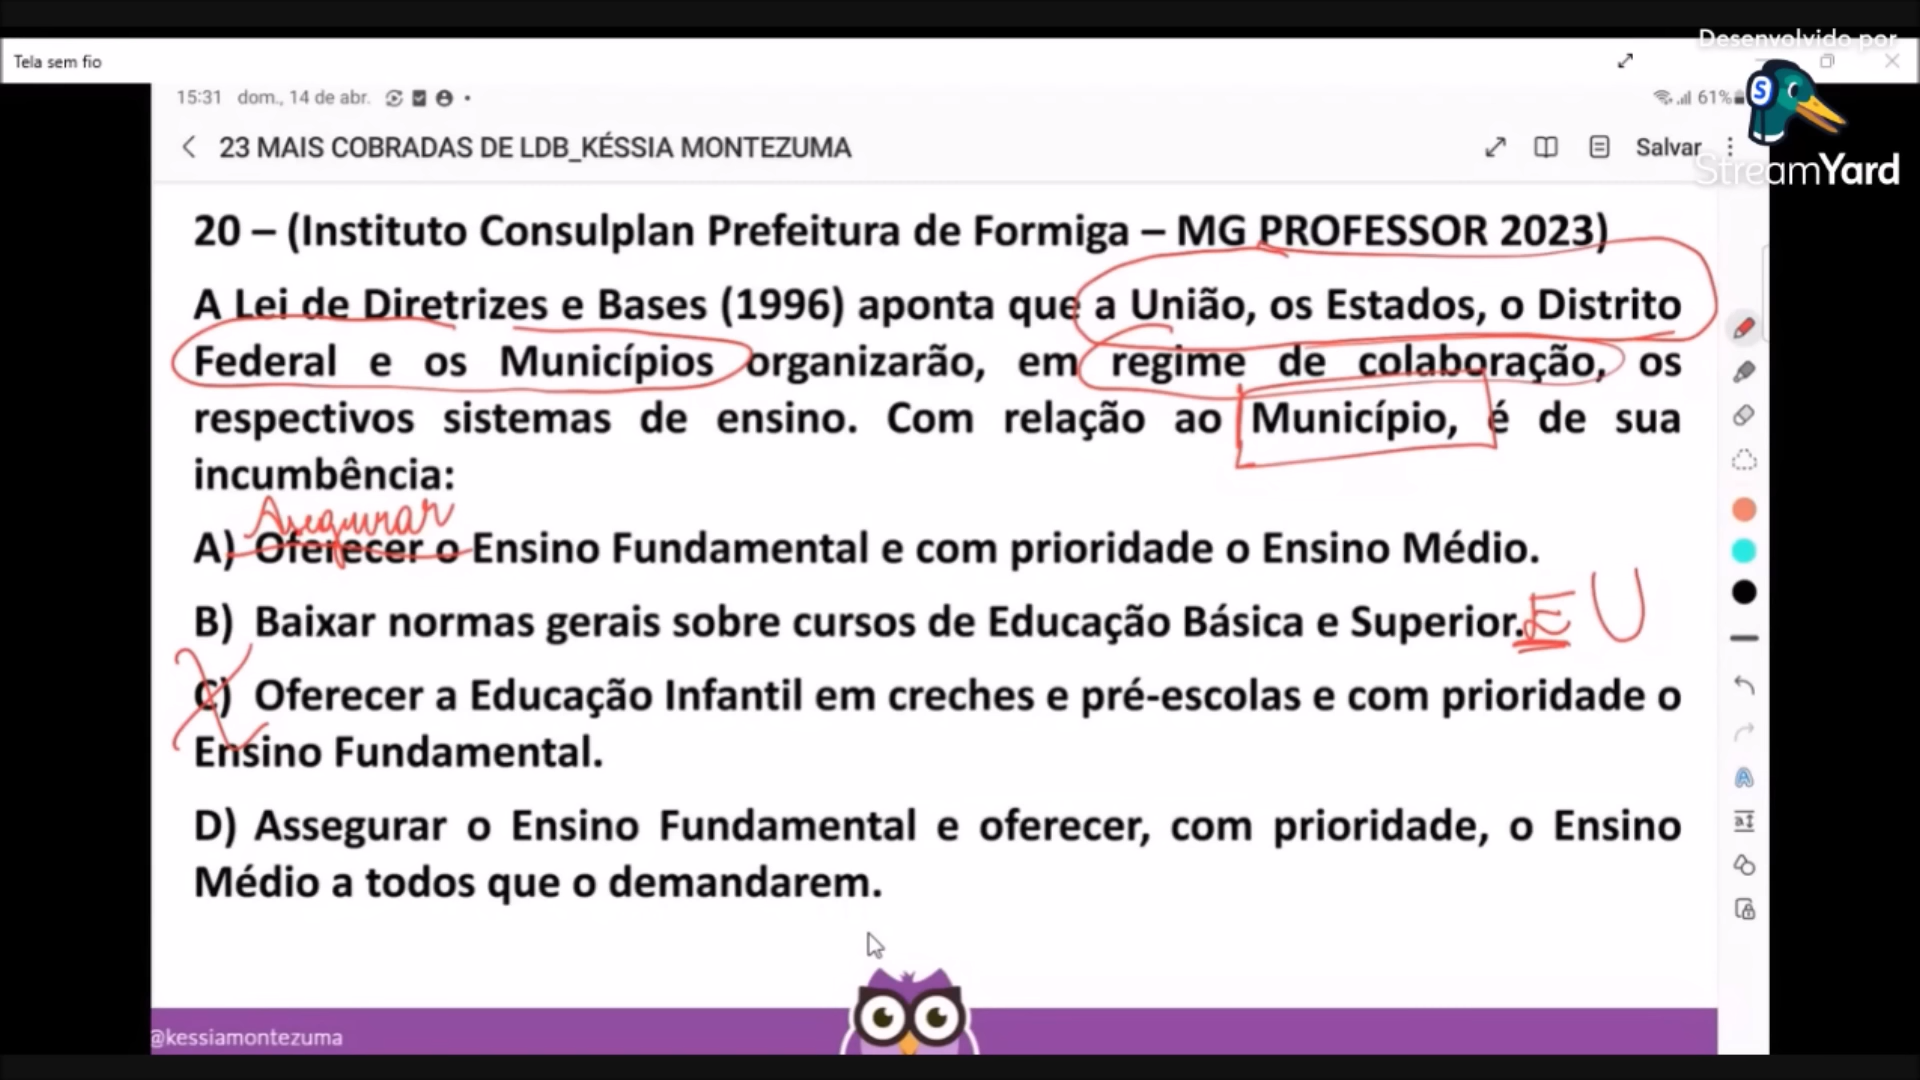 Desenvolvido por
Tela sem fio
15:31 dom., 14 de abr.
61%
23 MAIS COBRADAS DE LDB_KÉSSIA MONTEZUMA
Salvar
StreamYard
20 – (Instituto Consulplan Prefeitura de Formiga – MG PROFESSOR 2023)
A Lei de Diretrizes e Bases (1996) aponta que a União, os Estados, o Distrito
Federal e os Municípios organizarão, em regime de colaboração, os
respectivos sistemas de ensino. Com relação ao Município, é de sua
incumbência:
Assegurar
A) Oferecer o Ensino Fundamental e com prioridade o Ensino Médio.
B) Baixar normas gerais sobre cursos de Educação Básica e Superior. E U
C) Oferecer a Educação Infantil em creches e pré-escolas e com prioridade o
Ensino Fundamental.
D) Assegurar o Ensino Fundamental e oferecer, com prioridade, o Ensino
Médio a todos que o demandarem.
@kessiamontezuma